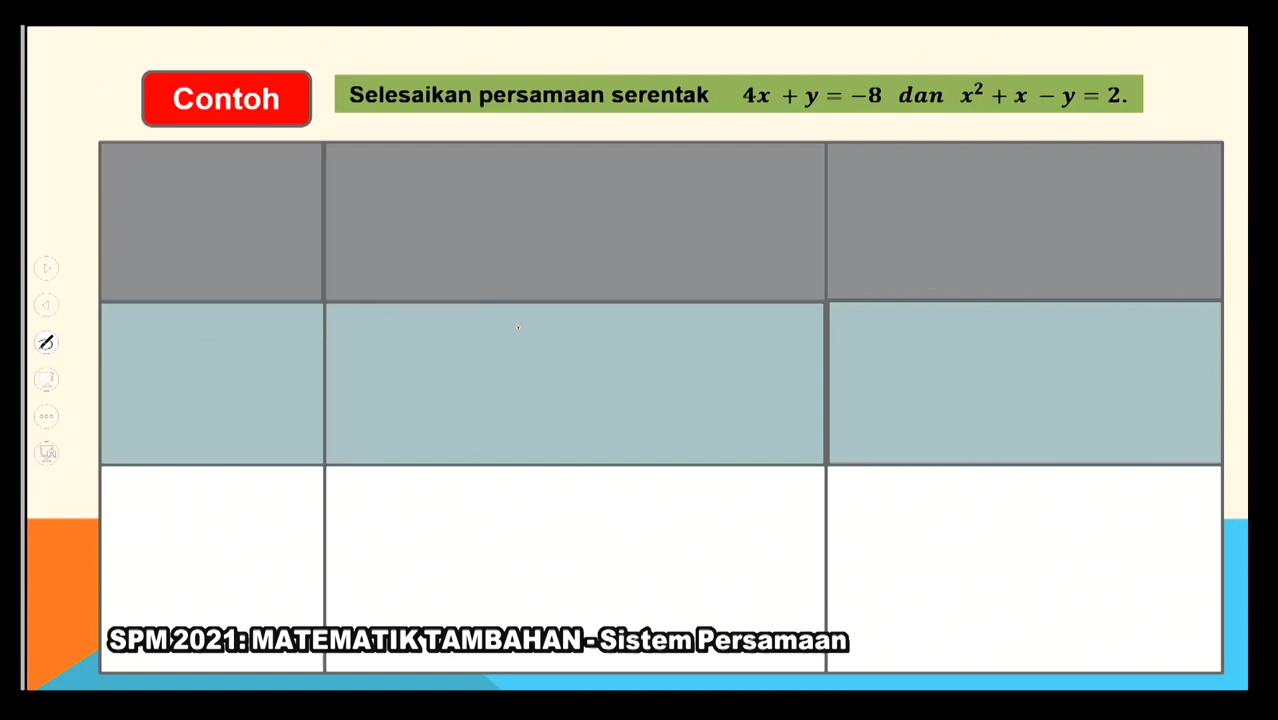 Contoh
Selesaikan persamaan serentak 4x + y = −8 dan x² + x − y = 2.
SPM 2021: MATEMATIK TAMBAHAN - Sistem Persamaan